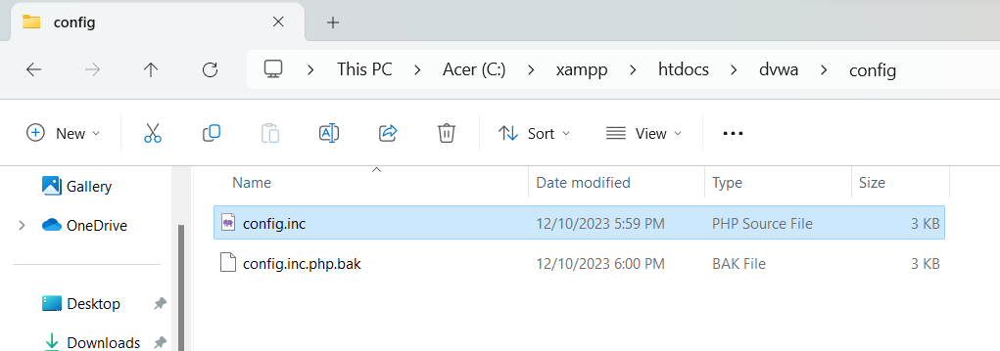 config
This PC > Acer (C:) > xampp > htdocs > dvwa > config
New Sort View
Gallery
OneDrive
Desktop
Downloads
Name Date modified Type Size
config.inc 12/10/2023 5:59 PM PHP Source File 3 KB
config.inc.php.bak 12/10/2023 6:00 PM BAK File 3 KB